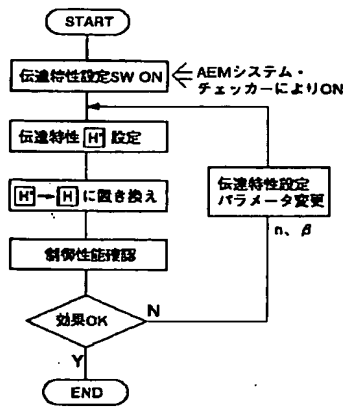 START
伝達特性設定SW ON
AEMシステム・
チェッカーによりON
伝達特性 H* 設定
H*→H に置き換え
伝達特性設定
パラメータ変更
n、β
制御性能確認
効果OK
N
Y
END